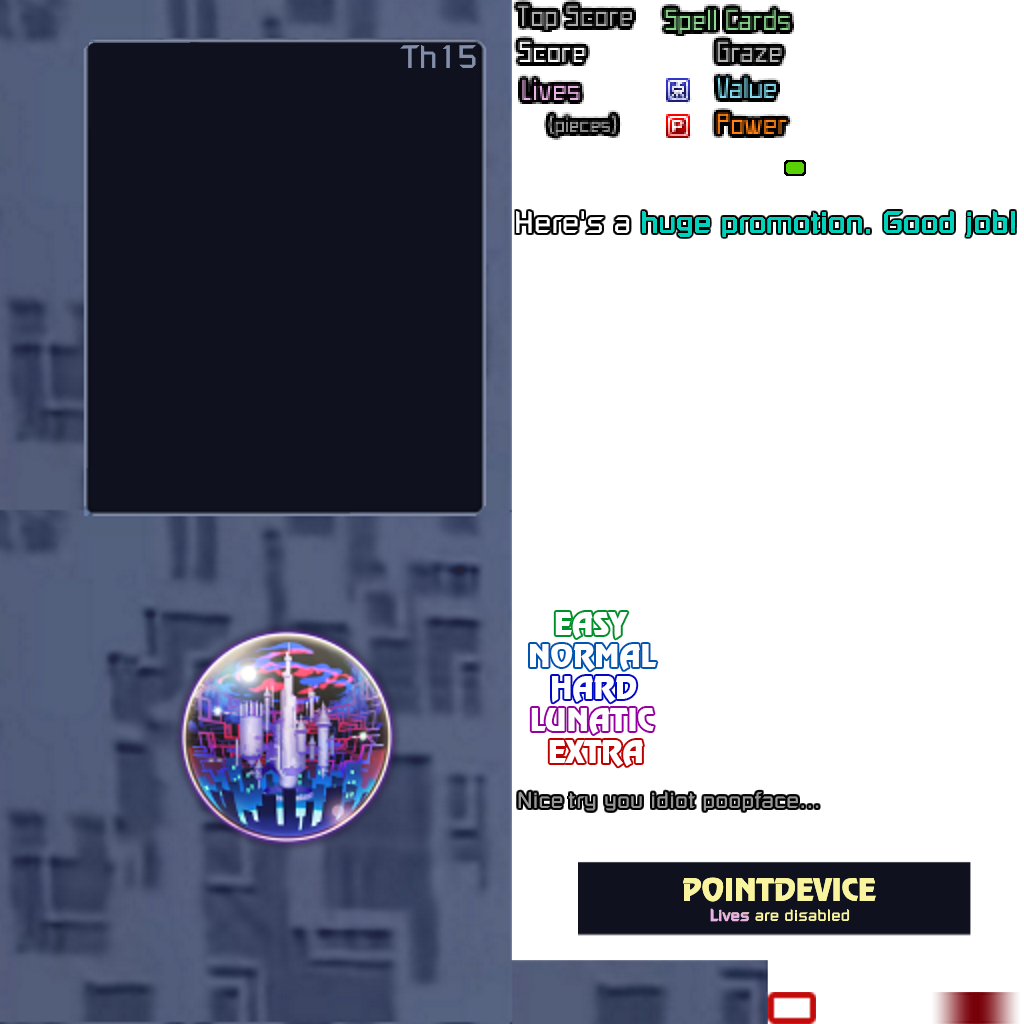 Th15
Top Score
Spell Cards
Score
Graze
Lives
Value
(pieces)
P
Power
Here's a huge promotion. Good job!
EASY
NORMAL
HARD
LUNATIC
EXTRA
Nice try you idiot poopface...
POINTDEVICE
Lives are disabled